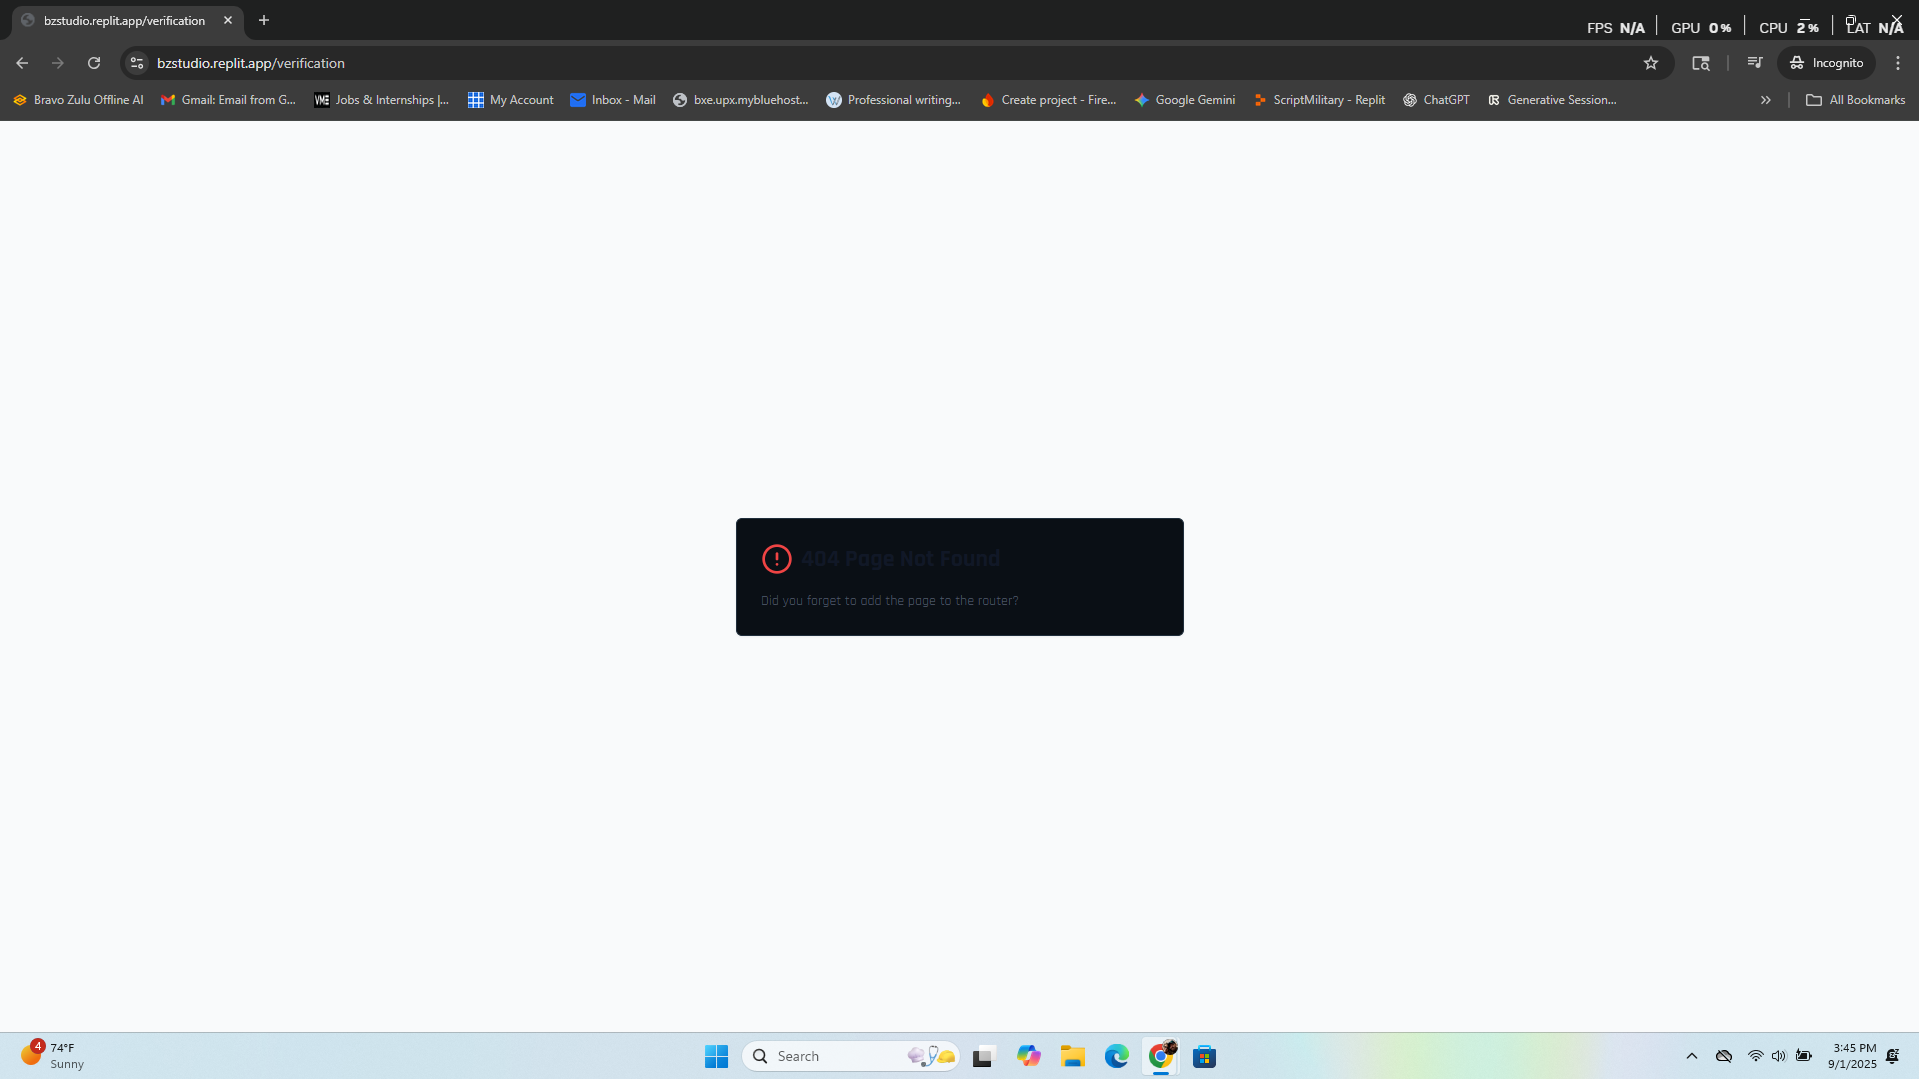 bzstudio.replit.app/verification
FPS N/A GPU 0% CPU 2% LAT N/A
bzstudio.replit.app/verification
Incognito
Bravo Zulu Offline AI
Gmail: Email from G...
VME Jobs & Internships |...
My Account
Inbox - Mail
bxe.upx.mybluehost...
Professional writing...
Create project - Fire...
Google Gemini
ScriptMilitary - Replit
ChatGPT
Generative Session...
All Bookmarks
404 Page Not Found
Did you forget to add the page to the router?
4
74°F
Sunny
Search
3:45 PM
9/1/2025